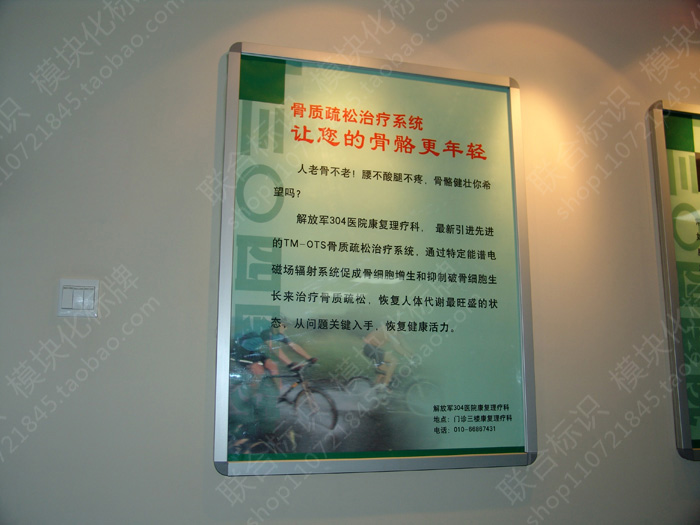 骨质疏松治疗系统
让您的骨骼更年轻
人老骨不老！腰不酸腿不疼，骨骼健壮你希
望吗？
解放军304医院康复理疗科， 最新引进先进
的TM-OTS骨质疏松治疗系统，通过特定能谱电
磁场辐射系统促成骨细胞增生和抑制破骨细胞生
长来治疗骨质疏松，恢复人体代谢最旺盛的状
态，从问题关键入手，恢复健康活力。
解放军304医院康复理疗科
地点：门诊三楼康复理疗科
电话：010-66867431
联合标识 模块化标牌
shop110721845.taobao.com